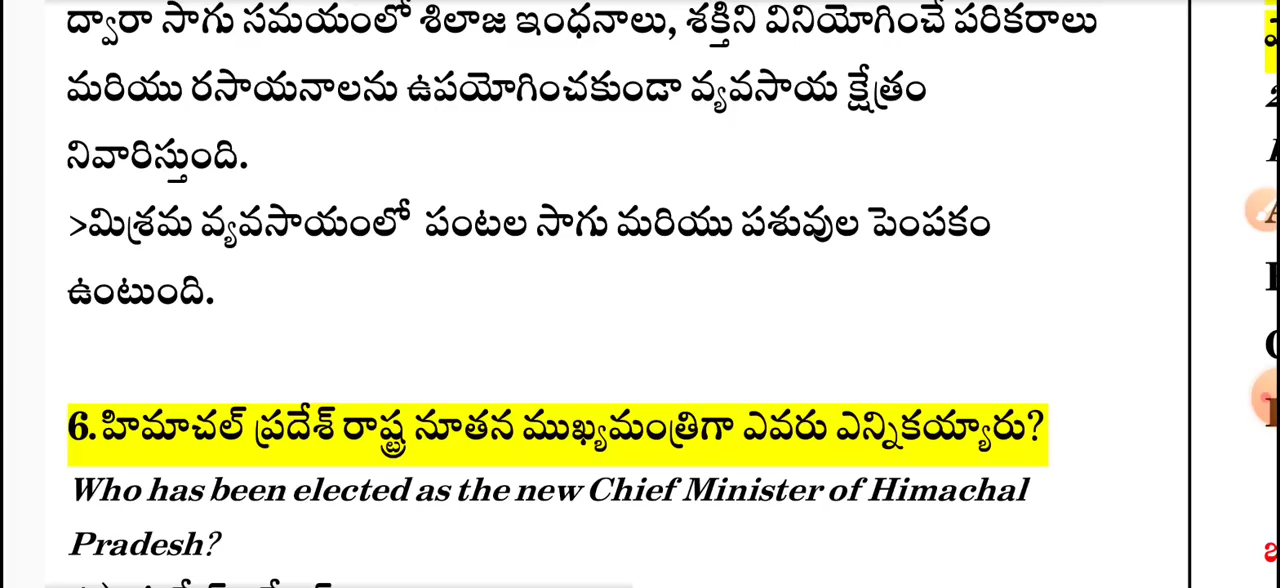 ద్వారా సాగు సమయంలో శిలాజ ఇంధనాలు, శక్తిని వినియోగించే పరికరాలు
మరియు రసాయనాలను ఉపయోగించకుండా వ్యవసాయ క్షేత్రం
నివారిస్తుంది.
>మిశ్రమ వ్యవసాయంలో పంటల సాగు మరియు పశువుల పెంపకం
ఉంటుంది.
6.హిమాచల్ ప్రదేశ్ రాష్ట్ర నూతన ముఖ్యమంత్రిగా ఎవరు ఎన్నికయ్యారు?
Who has been elected as the new Chief Minister of Himachal
Pradesh?